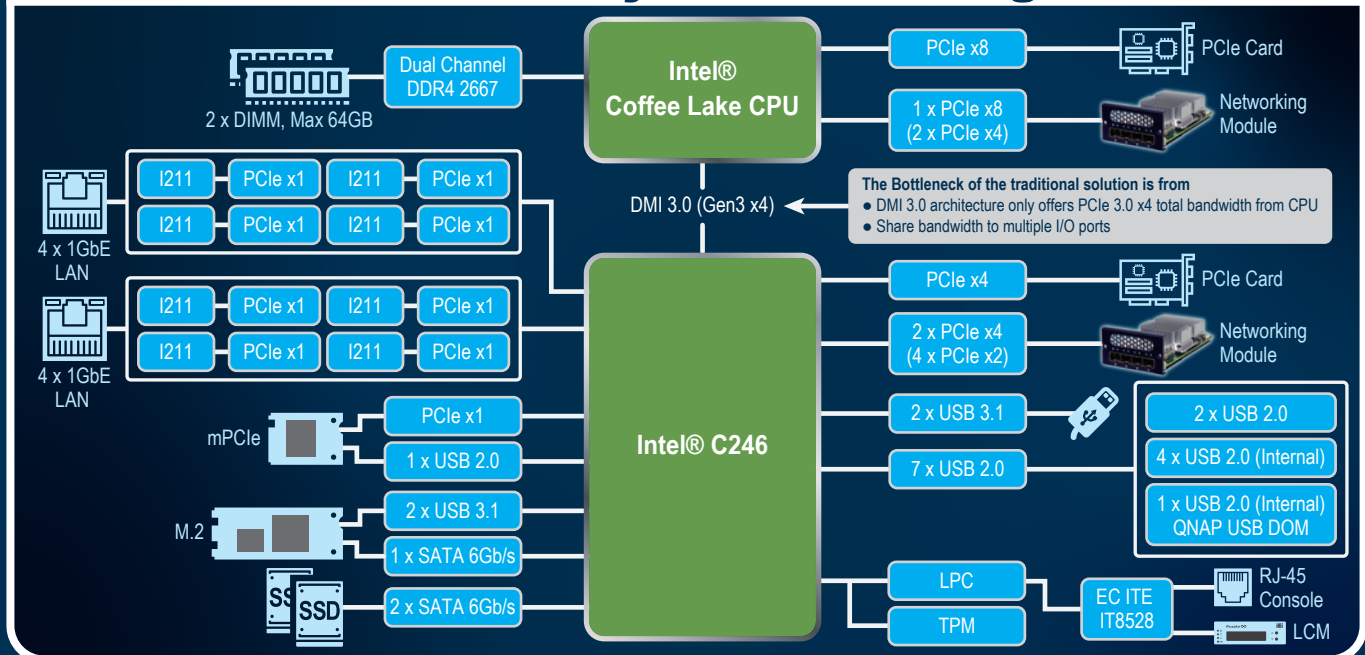 Dual Channel
DDR4 2667
2 x DIMM, Max 64GB
Intel®
Coffee Lake CPU
PCIe x8
PCIe Card
1 x PCIe x8
(2 x PCIe x4)
Networking
Module
I211
PCIe x1
I211
PCIe x1
I211
PCIe x1
I211
PCIe x1
4 x 1GbE
LAN
DMI 3.0 (Gen3 x4)
The Bottleneck of the traditional solution is from
● DMI 3.0 architecture only offers PCIe 3.0 x4 total bandwidth from CPU
● Share bandwidth to multiple I/O ports
I211
PCIe x1
I211
PCIe x1
I211
PCIe x1
I211
PCIe x1
4 x 1GbE
LAN
PCIe x4
PCIe Card
2 x PCIe x4
(4 x PCIe x2)
Networking
Module
mPCIe
PCIe x1
1 x USB 2.0
Intel® C246
2 x USB 3.1
7 x USB 2.0
2 x USB 2.0
4 x USB 2.0 (Internal)
1 x USB 2.0 (Internal)
QNAP USB DOM
M.2
2 x USB 3.1
1 x SATA 6Gb/s
SS
SSD
2 x SATA 6Gb/s
LPC
TPM
EC ITE
IT8528
RJ-45
Console
LCM